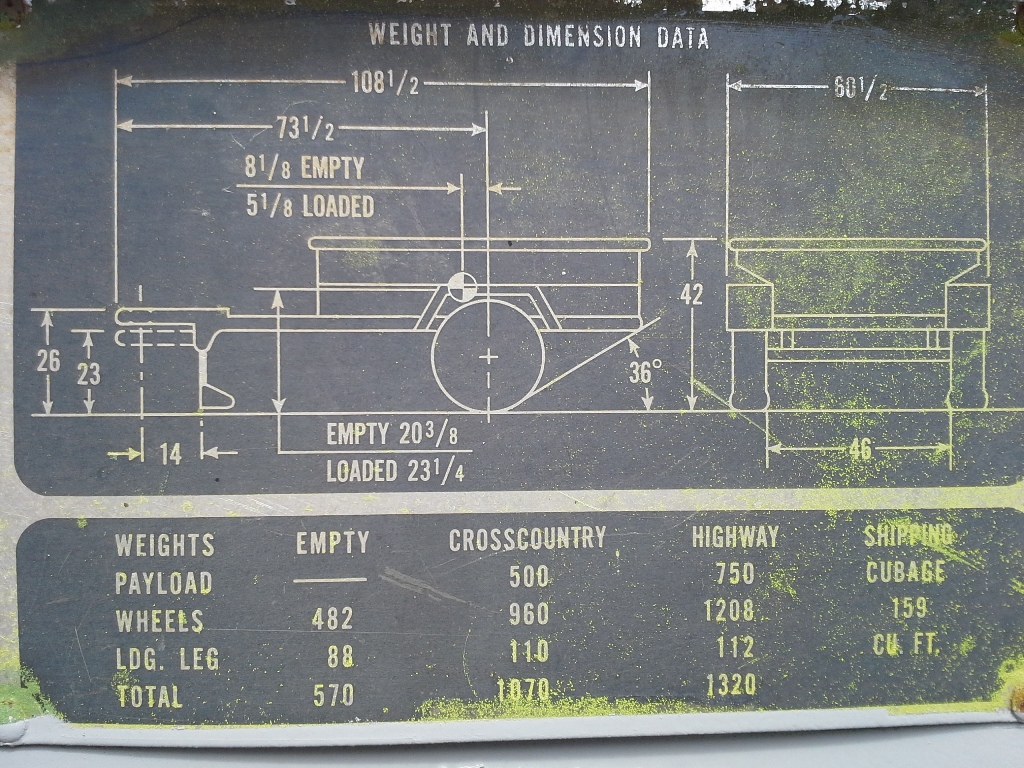 WEIGHT AND DIMENSION DATA
108 1/2
60 1/2
73 1/2
8 1/8 EMPTY
5 1/8 LOADED
42
26
23
36°
14
EMPTY 20 3/8
LOADED 23 1/4
46
WEIGHTS EMPTY CROSSCOUNTRY HIGHWAY SHIPPING
PAYLOAD —— 500 750 CUBAGE
WHEELS 482 960 1208 159
LDG. LEG 88 110 112 CU FT.
TOTAL 570 1070 1320